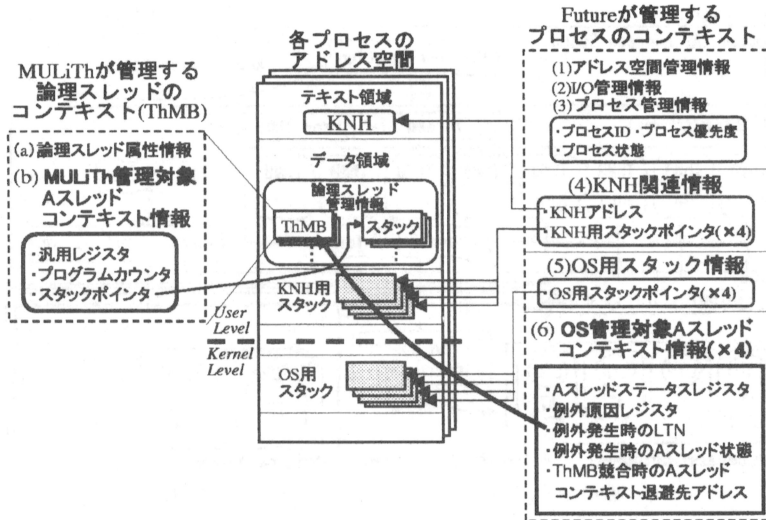 MULiThが管理する
論理スレッドの
コンテキスト(ThMB)
(a)論理スレッド属性情報
(b) MULiTh管理対象
Aスレッド
コンテキスト情報
・汎用レジスタ
・プログラムカウンタ
・スタックポインタ
各プロセスの
アドレス空間
テキスト領域
KNH
データ領域
論理スレッド
管理情報
ThMB
スタック
KNH用
スタック
User
Level
Kernel
Level
OS用
スタック
Futureが管理する
プロセスのコンテキスト
(1)アドレス空間管理情報
(2)I/O管理情報
(3)プロセス管理情報
・プロセスID ・プロセス優先度
・プロセス状態
(4)KNH関連情報
・KNHアドレス
・KNH用スタックポインタ(×4)
(5)OS用スタック情報
・OS用スタックポインタ(×4)
(6) OS管理対象Aスレッド
コンテキスト情報(×4)
・Aスレッドステータスレジスタ
・例外原因レジスタ
・例外発生時のLTN
・例外発生時のAスレッド状態
・ThMB競合時のAスレッド
コンテキスト退避先アドレス